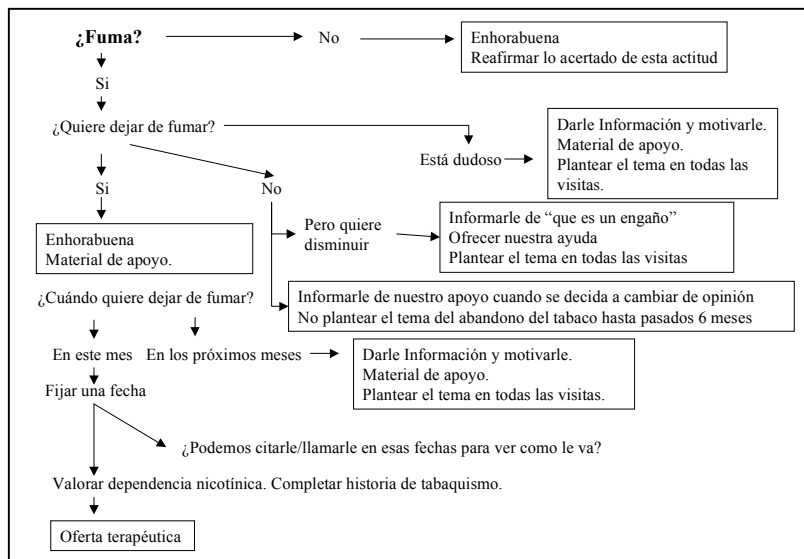 ¿Fuma?
No
Enhorabuena
Reafirmar lo acertado de esta actitud
Si
¿Quiere dejar de fumar?
Está dudoso
Darle Información y motivarle.
Material de apoyo.
Plantear el tema en todas las
visitas.
Si
No
Enhorabuena
Material de apoyo.
Pero quiere
disminuir
Informarle de “que es un engaño”
Ofrecer nuestra ayuda
Plantear el tema en todas las visitas
Informarle de nuestro apoyo cuando se decida a cambiar de opinión
No plantear el tema del abandono del tabaco hasta pasados 6 meses
¿Cuándo quiere dejar de fumar?
En este mes
En los próximos meses
Darle Información y motivarle.
Material de apoyo.
Plantear el tema en todas las visitas.
Fijar una fecha
¿Podemos citarle/llamarle en esas fechas para ver como le va?
Valorar dependencia nicotínica. Completar historia de tabaquismo.
Oferta terapéutica